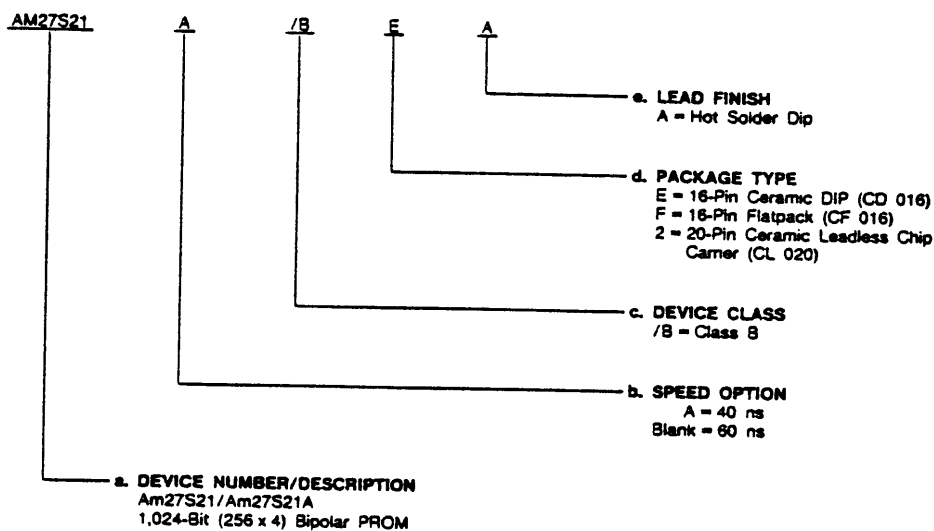 AM27S21 A /B E A
e. LEAD FINISH
A = Hot Solder Dip
d. PACKAGE TYPE
E = 16-Pin Ceramic DIP (CD 016)
F = 16-Pin Flatpack (CF 016)
2 = 20-Pin Ceramic Leadless Chip
Carrier (CL 020)
c. DEVICE CLASS
/B = Class B
b. SPEED OPTION
A = 40 ns
Blank = 60 ns
a. DEVICE NUMBER/DESCRIPTION
Am27S21/Am27S21A
1,024-Bit (256 x 4) Bipolar PROM